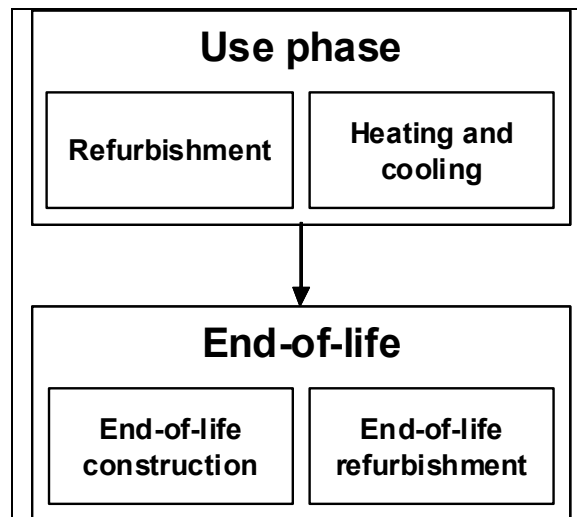 Use phase
Refurbishment
Heating and
cooling
End-of-life
End-of-life
construction
End-of-life
refurbishment